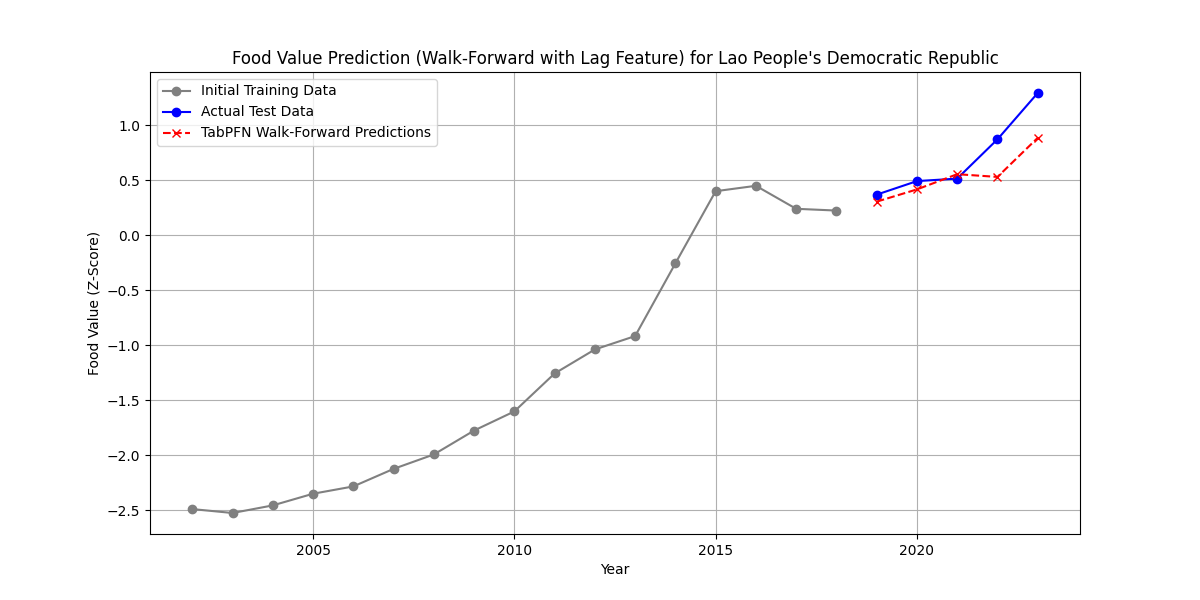 Food Value Prediction (Walk-Forward with Lag Feature) for Lao People's Democratic Republic
Initial Training Data
Actual Test Data
TabPFN Walk-Forward Predictions
Food Value (Z-Score)
1.0
0.5
0.0
−0.5
−1.0
−1.5
−2.0
−2.5
2005 2010 2015 2020
Year